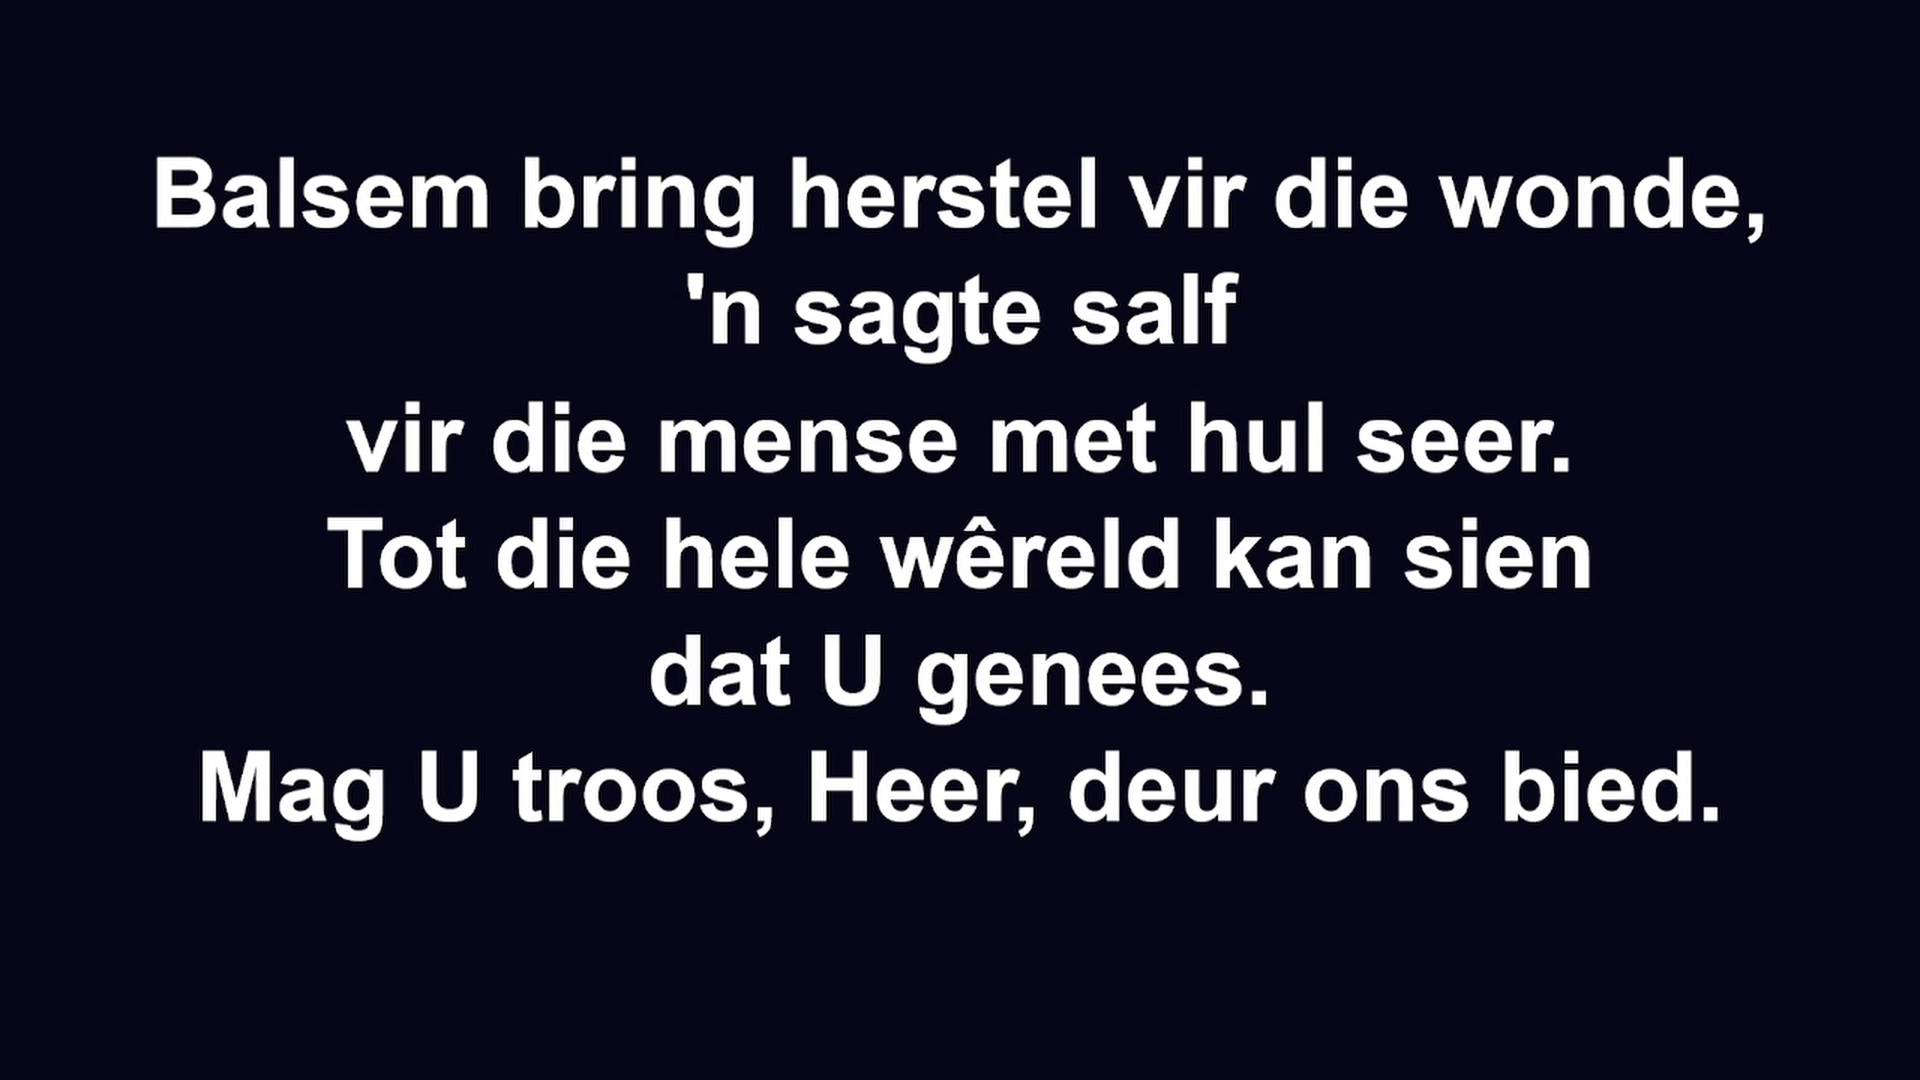 Balsem bring herstel vir die wonde,
'n sagte salf
vir die mense met hul seer.
Tot die hele wêreld kan sien
dat U genees.
Mag U troos, Heer, deur ons bied.